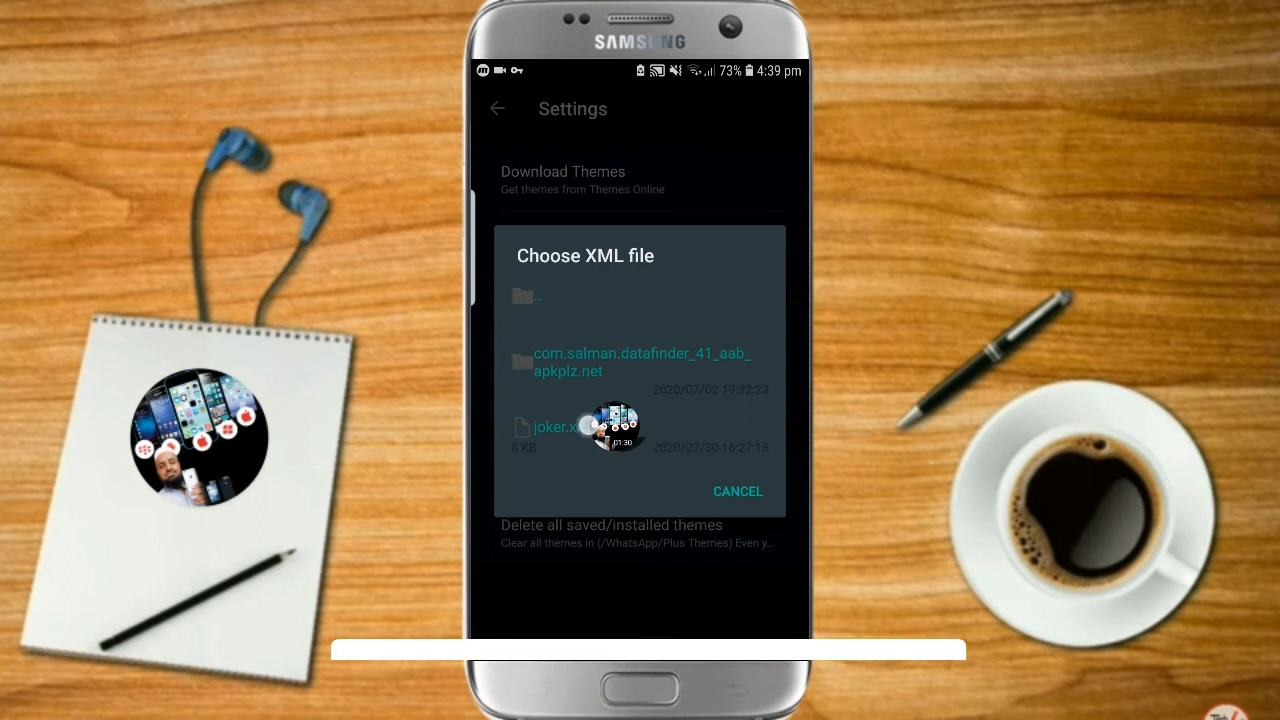 SAMSUNG
73% 4:39 pm
Settings
Download Themes
Get themes from Themes Online
Choose XML file
..
com.salman.datafinder_41_aab_
apkplz.net
2020/07/02 19:32:23
joker.x
01:30
6 KB
2020/07/30 16:27:15
CANCEL
Delete all saved/installed themes
Clear all themes in (/WhatsApp/Plus Themes) Even y...